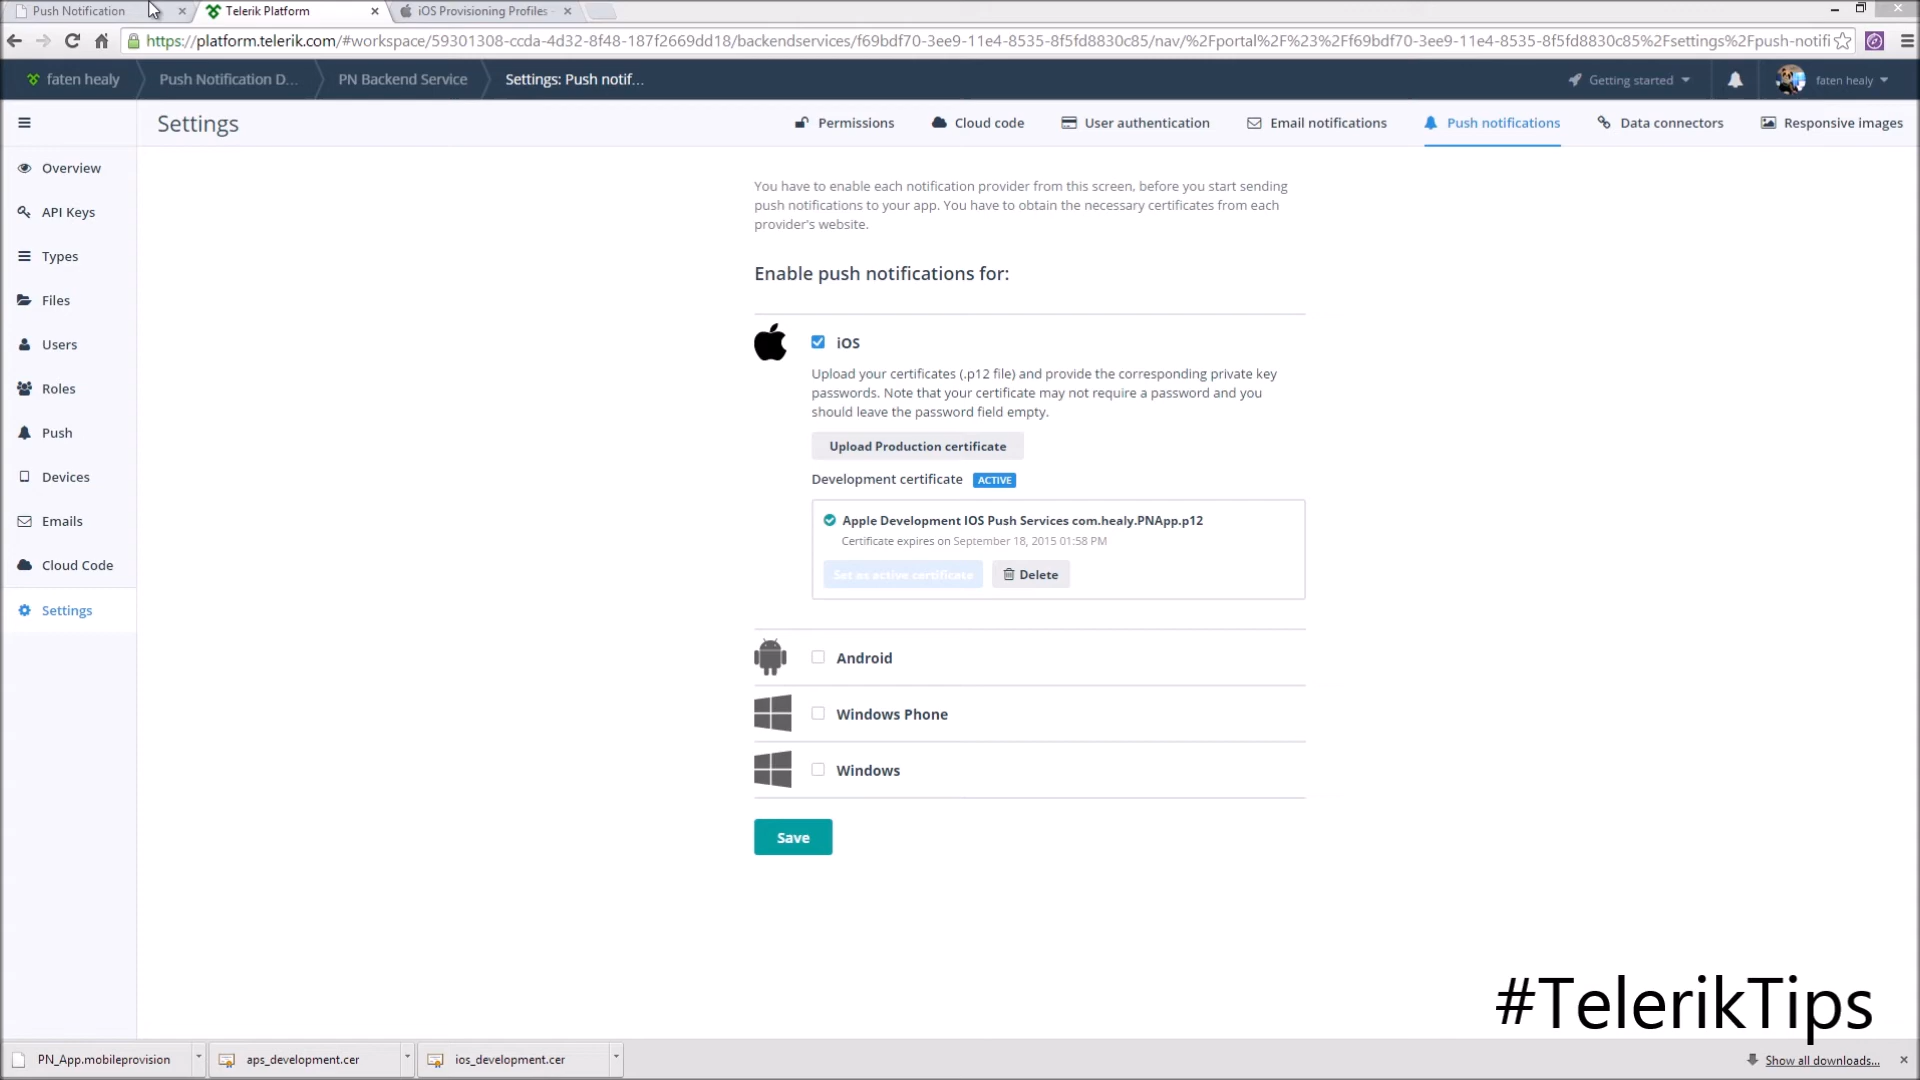 Push Notification
Telerik Platform
iOS Provisioning Profiles
https://platform.telerik.com/#workspace/59301308-ccda-4d32-8f48-187f2669dd18/backendservices/f69bdf70-3ee9-11e4-8535-8f5fd8830c85/nav/%2Fportal%2F%23%2Ff69bdf70-3ee9-11e4-8535-8f5fd8830c85%2Fsettings%2Fpush-notifi
faten healy
Push Notification D...
PN Backend Service
Settings: Push notif...
Getting started
faten healy
Settings
Permissions
Cloud code
User authentication
Email notifications
Push notifications
Data connectors
Responsive images
Overview
API Keys
Types
Files
Users
Roles
Push
Devices
Emails
Cloud Code
Settings
You have to enable each notification provider from this screen, before you start sending
push notifications to your app. You have to obtain the necessary certificates from each
provider's website.
Enable push notifications for:
iOS
Upload your certificates (.p12 file) and provide the corresponding private key
passwords. Note that your certificate may not require a password and you
should leave the password field empty.
Upload Production certificate
Development certificate ACTIVE
Apple Development IOS Push Services com.healy.PNApp.p12
Certificate expires on September 18, 2015 01:58 PM
Set as active certificate
Delete
Android
Windows Phone
Windows
Save
#TelerikTips
PN_App.mobileprovision
aps_development.cer
ios_development.cer
Show all downloads...